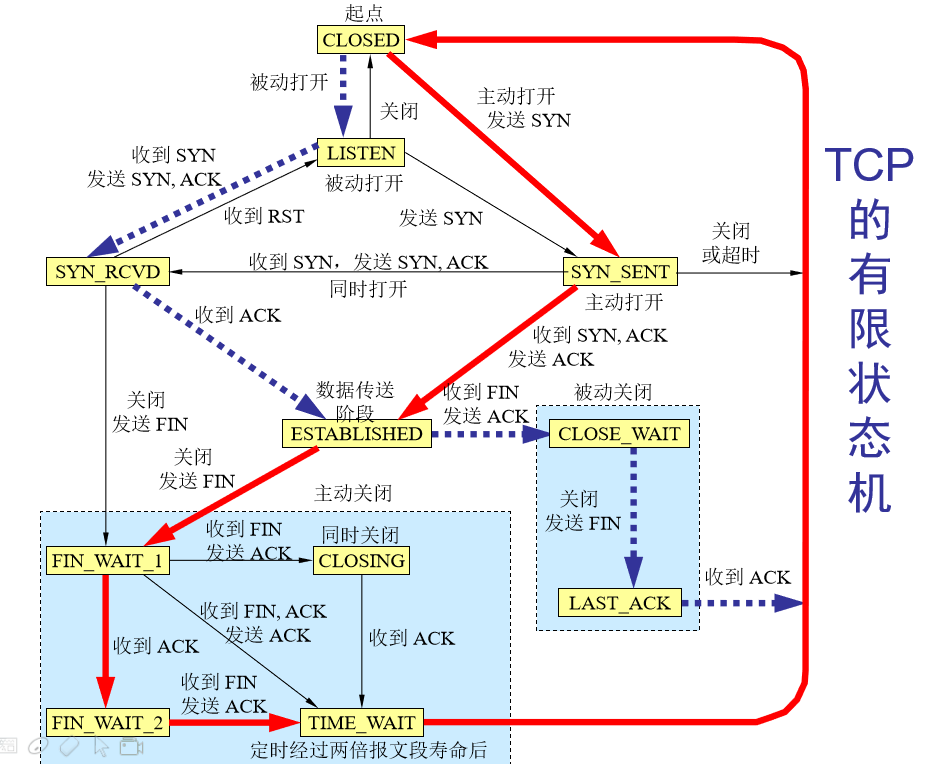 起点
CLOSED
被动打开
关闭
主动打开
发送 SYN
收到 SYN
发送 SYN, ACK
LISTEN
被动打开
收到 RST
发送 SYN
关闭
或超时
SYN_RCVD
收到 SYN，发送 SYN, ACK
同时打开
SYN_SENT
主动打开
收到 ACK
收到 SYN, ACK
发送 ACK
关闭
发送 FIN
数据传送
阶段
ESTABLISHED
收到 FIN
发送 ACK
被动关闭
CLOSE_WAIT
关闭
发送 FIN
关闭
发送 FIN
LAST_ACK
收到 ACK
主动关闭
FIN_WAIT_1
收到 FIN
发送 ACK
同时关闭
CLOSING
收到 FIN, ACK
发送 ACK
收到 ACK
收到 ACK
FIN_WAIT_2
收到 FIN
发送 ACK
TIME_WAIT
定时经过两倍报文段寿命后
TCP
的
有
限
状
态
机